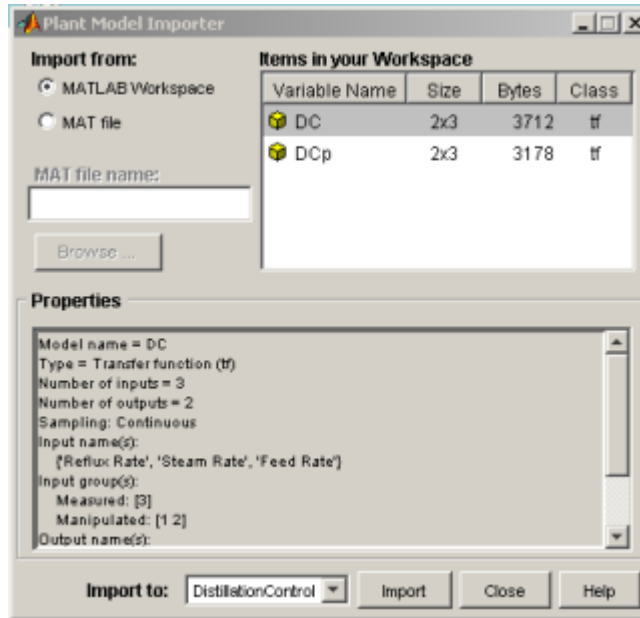 Plant Model Importer
Import from:
MATLAB Workspace
MAT file
MAT file name:
Browse ...
Items in your Workspace
Variable Name Size Bytes Class
DC 2x3 3712 tf
DCp 2x3 3178 tf
Properties
Model name = DC
Type = Transfer function (tf)
Number of inputs = 3
Number of outputs = 2
Sampling: Continuous
Input name(s):
{'Reflux Rate', 'Steam Rate', 'Feed Rate'}
Input group(s):
Measured: [3]
Manipulated: [1 2]
Output name(s):
Import to: DistillationControl Import Close Help